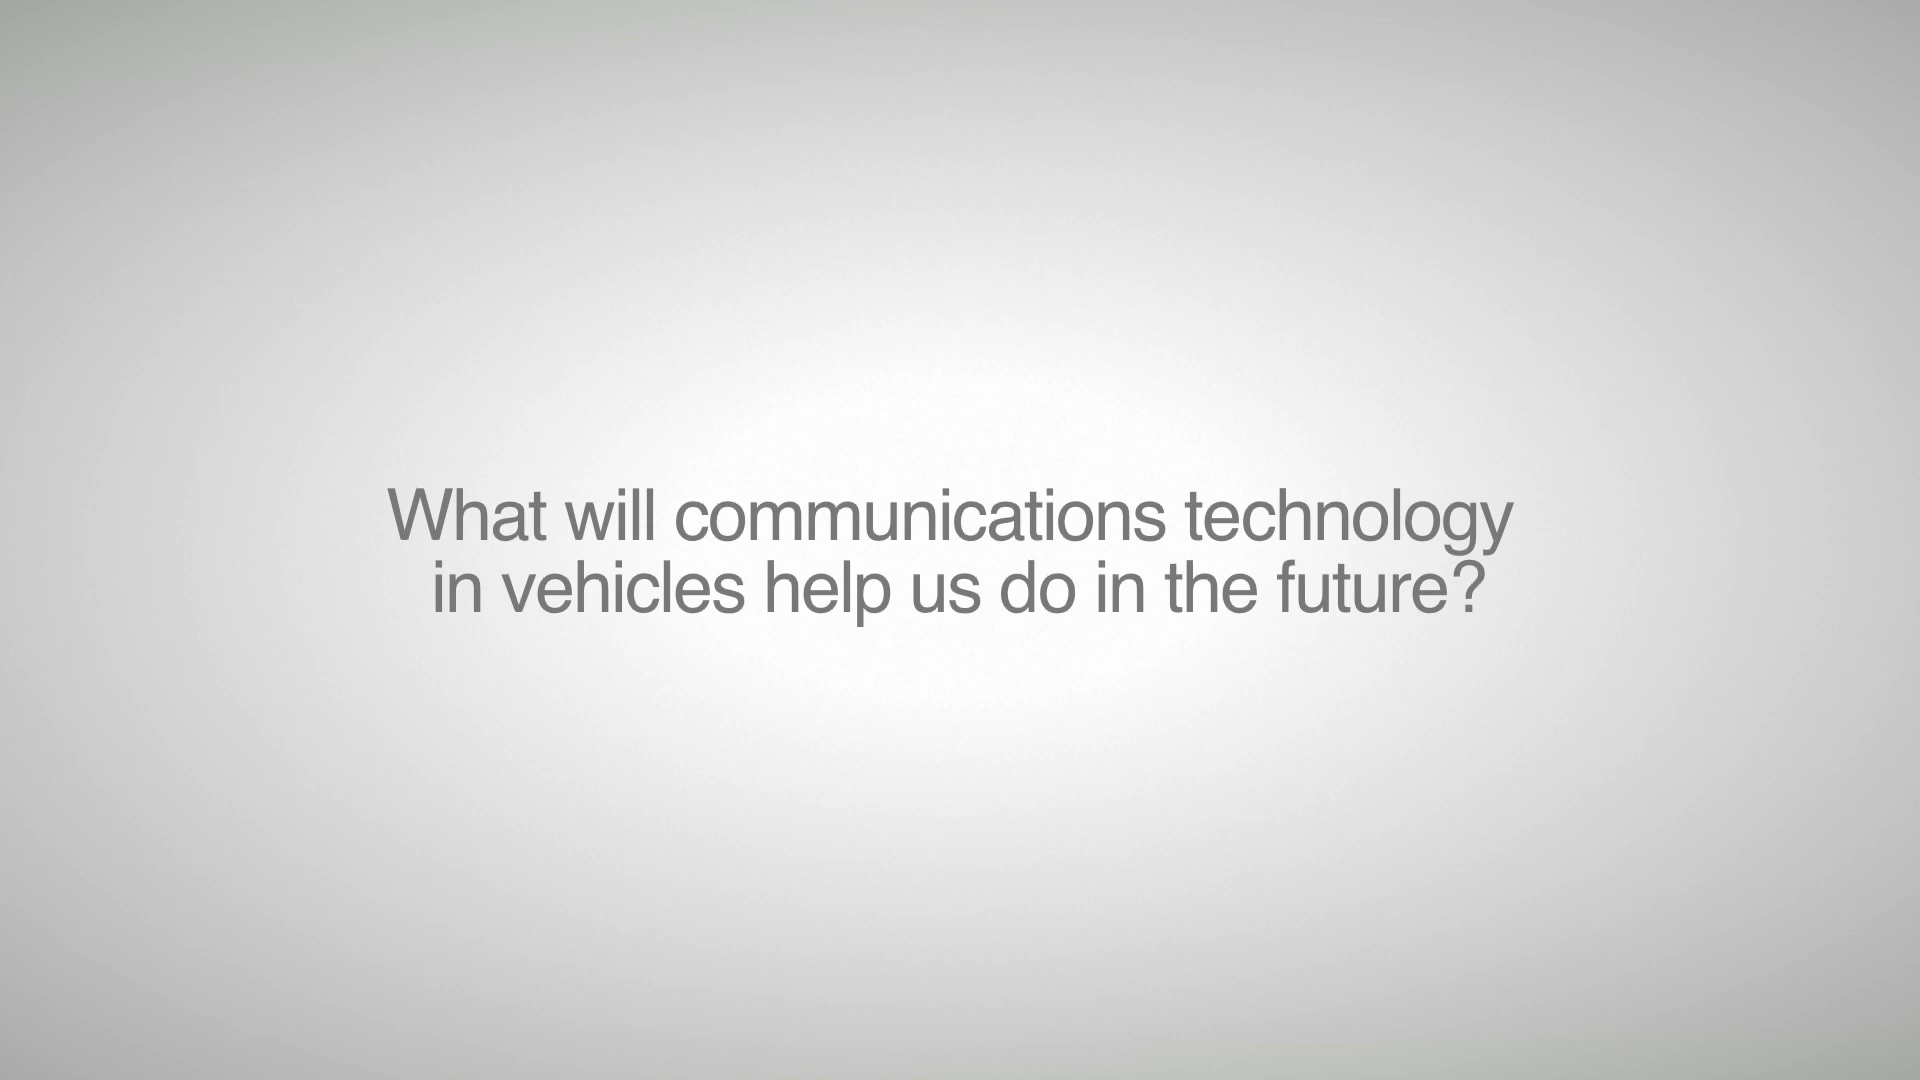 What will communications technology
in vehicles help us do in the future?